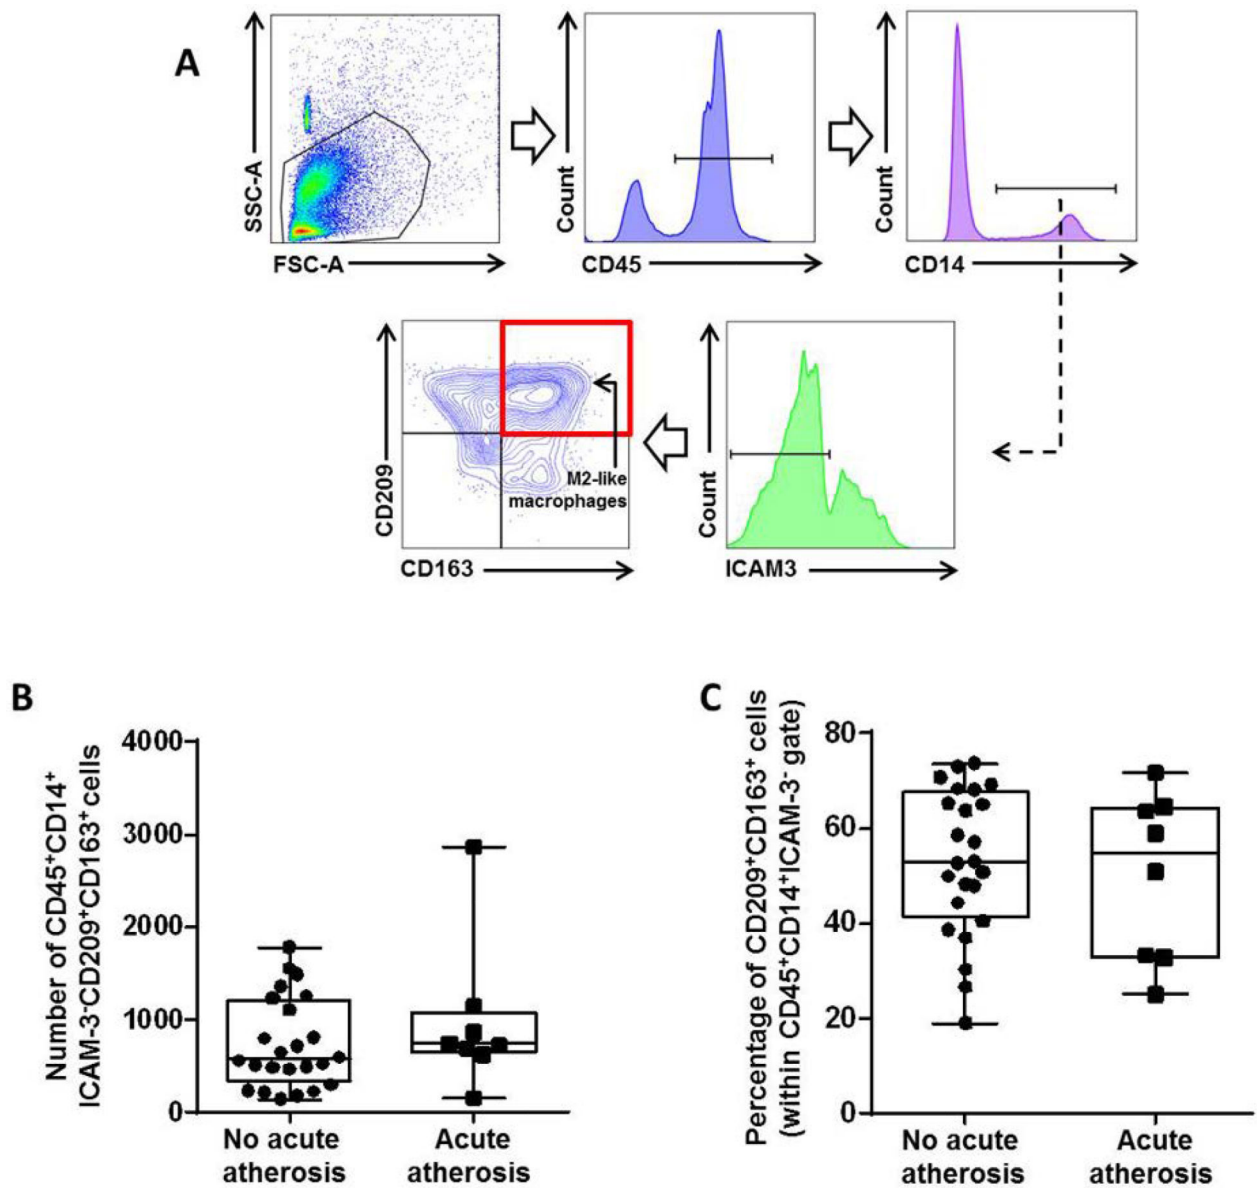 A
SSC-A
FSC-A
Count
CD45
Count
CD14
CD209
CD163
M2-like
macrophages
Count
ICAM3
B
Number of CD45⁺CD14⁺
ICAM-3⁻CD209⁺CD163⁺ cells
4000
3000
2000
1000
0
No acute
atherosis
Acute
atherosis
C
Percentage of CD209⁺CD163⁺ cells
(within CD45⁺CD14⁺ICAM-3⁻ gate)
80
60
40
20
0
No acute
atherosis
Acute
atherosis